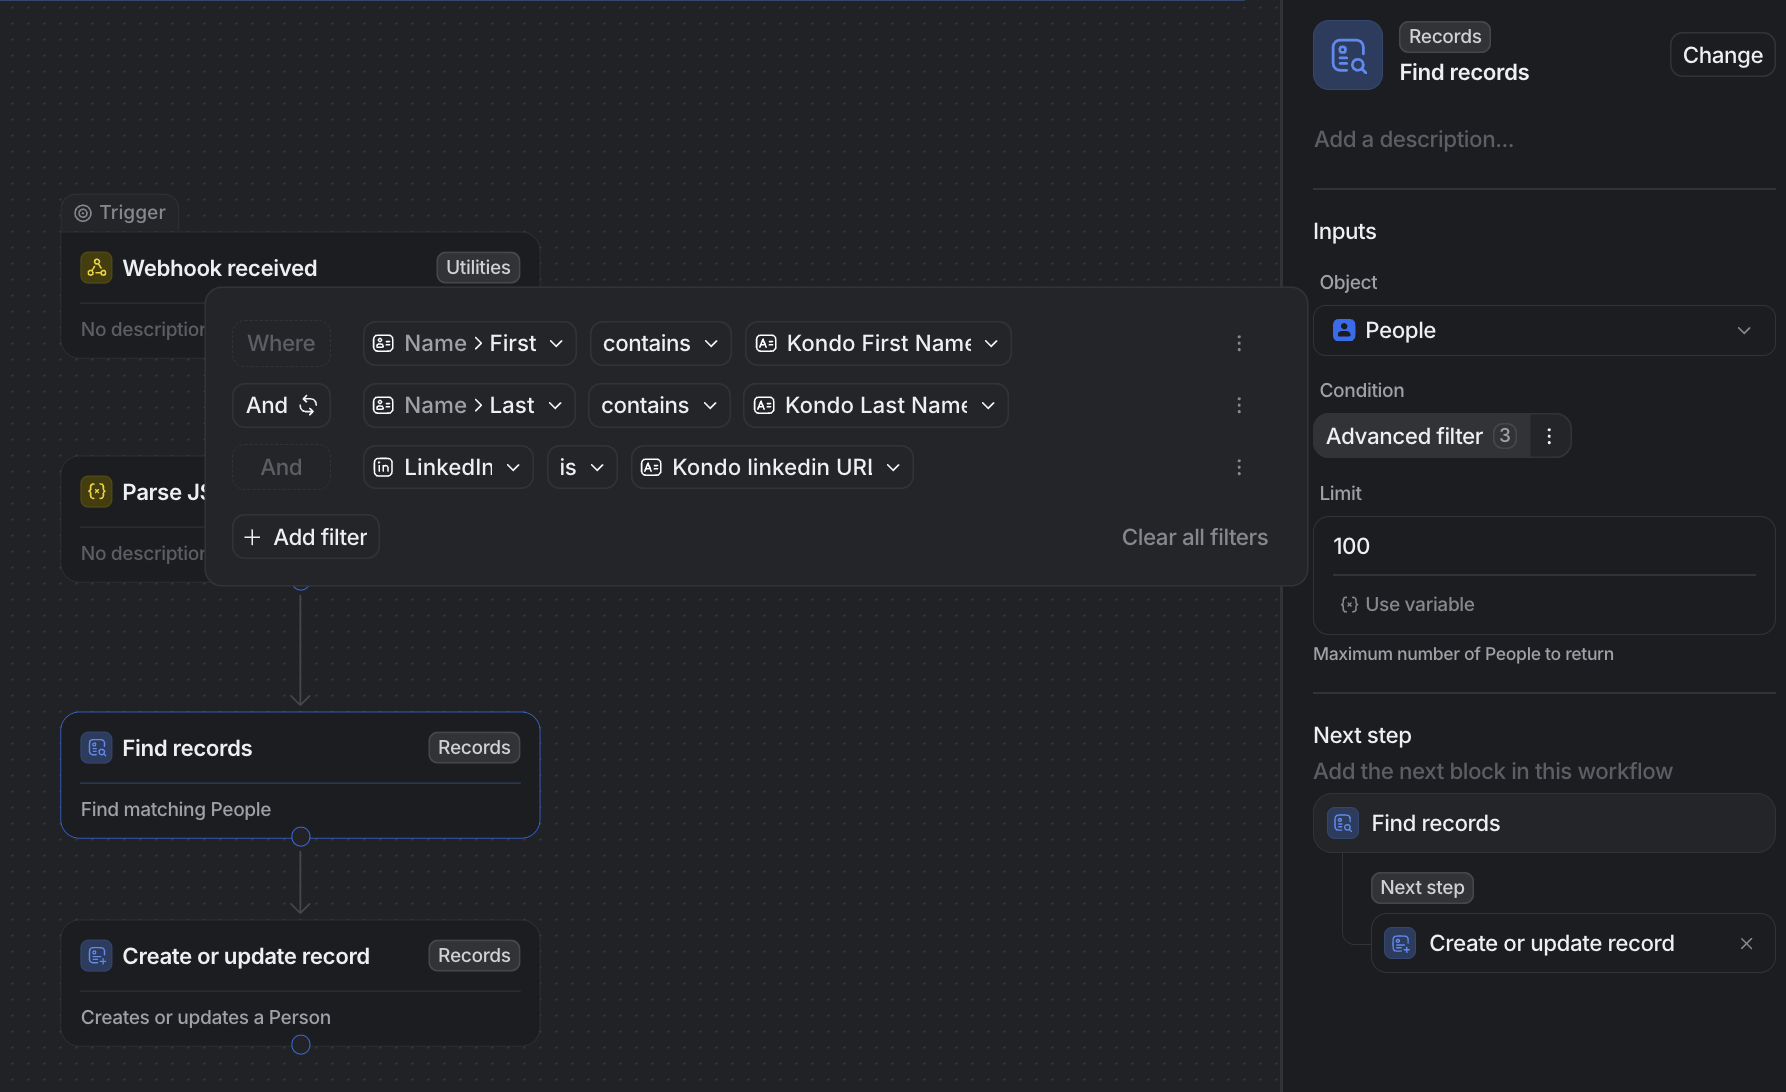 Trigger
Webhook received
Utilities
No description
Where
Name > First
contains
Kondo First Name
And
Name > Last
contains
Kondo Last Name
And
LinkedIn
is
Kondo linkedin URL
+ Add filter
Clear all filters
Parse JS
No description
Find records
Records
Find matching People
Create or update record
Records
Creates or updates a Person
Records
Find records
Change
Add a description...
Inputs
Object
People
Condition
Advanced filter 3
Limit
100
Use variable
Maximum number of People to return
Next step
Add the next block in this workflow
Find records
Next step
Create or update record